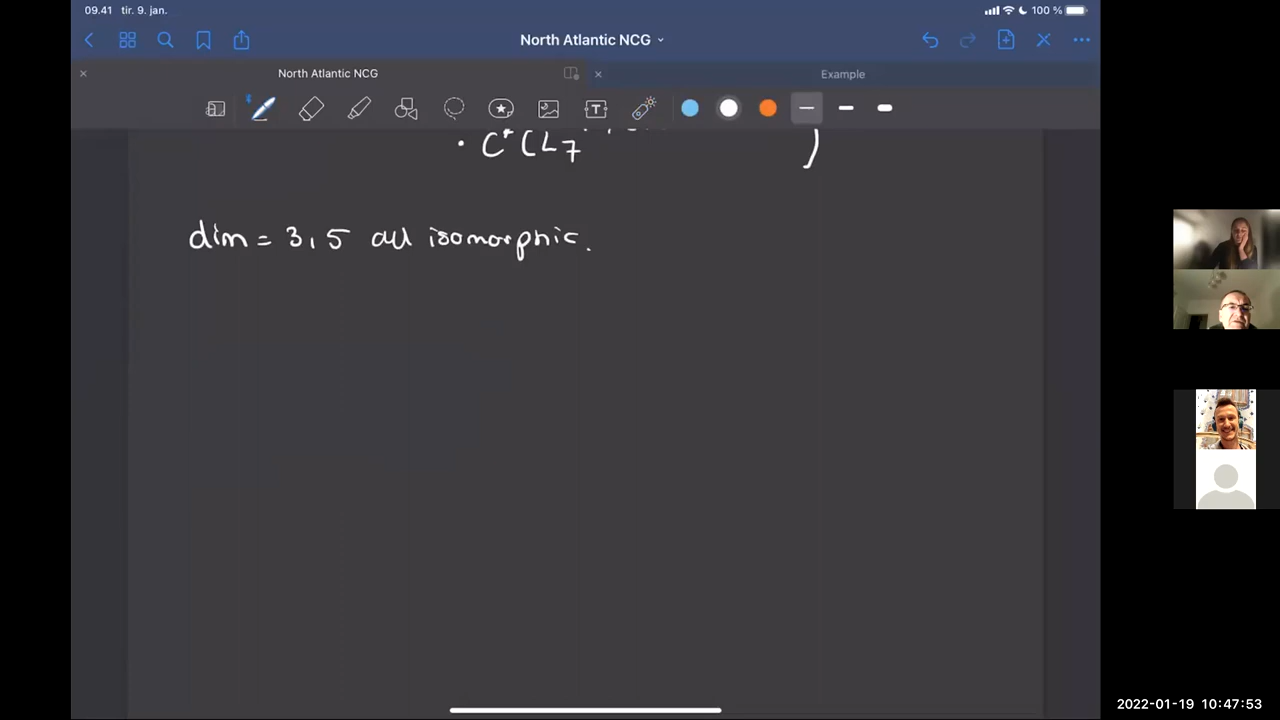 09.41 tir. 9. jan.
100 %
North Atlantic NCG
North Atlantic NCG
Example
· C*(L7 )
dim = 3, 5 all isomorphic.
2022-01-19 10:47:53